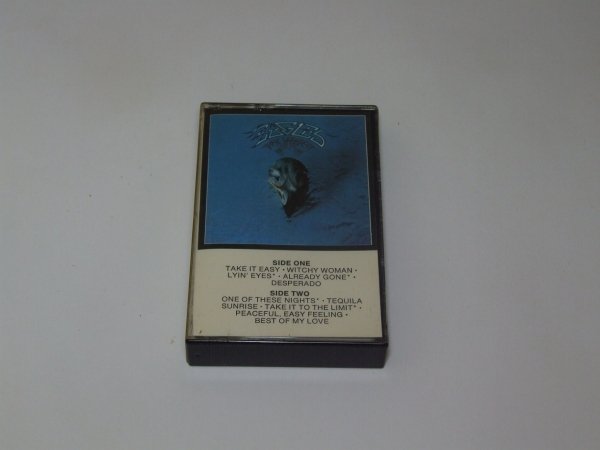 EAGLES
SIDE ONE
TAKE IT EASY • WITCHY WOMAN •
LYIN' EYES* • ALREADY GONE* •
DESPERADO
SIDE TWO
ONE OF THESE NIGHTS* • TEQUILA
SUNRISE • TAKE IT TO THE LIMIT* •
PEACEFUL, EASY FEELING •
BEST OF MY LOVE